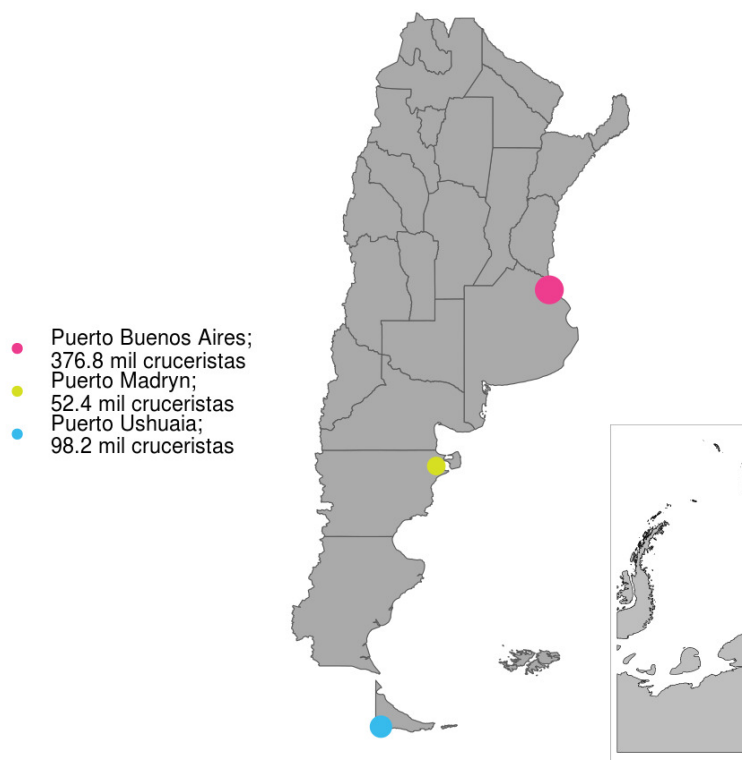 Puerto Buenos Aires;
376.8 mil cruceristas
Puerto Madryn;
52.4 mil cruceristas
Puerto Ushuaia;
98.2 mil cruceristas